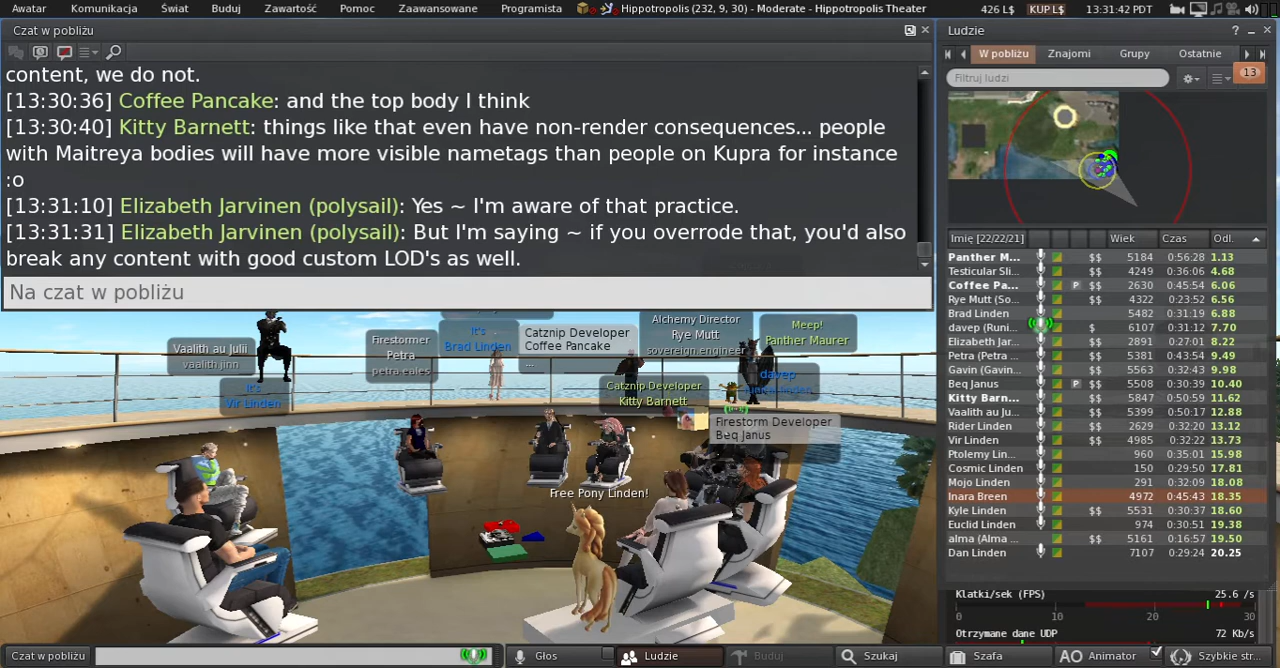 Awatar Komunikacja Świat Buduj Zawartość Pomoc Zaawansowane Programista Hippotropolis (232, 9, 30) - Moderate - Hippotropolis Theater 426 L$ KUP L$ 13:31:42 PDT
Czat w pobliżu
content, we do not.
[13:30:36] Coffee Pancake: and the top body I think
[13:30:40] Kitty Barnett: things like that even have non-render consequences... people
with Maitreya bodies will have more visible nametags than people on Kupra for instance
:o
[13:31:10] Elizabeth Jarvinen (polysail): Yes ~ I'm aware of that practice.
[13:31:31] Elizabeth Jarvinen (polysail): But I'm saying ~ if you overrode that, you'd also
break any content with good custom LOD's as well.
Na czat w pobliżu
Vaalith au Julii
vaalith.jinn
It's
Vir Linden
Firestormer
Petra
petra eales
It's
Brad Linden
Catznip Developer
Coffee Pancake
...
Alchemy Director
Rye Mutt
sovereign.engineer
Meep!
Panther Maurer
Catznip Developer
Kitty Barnett
davep
Firestorm Developer
Beq Janus
Free Pony Linden!
Ludzie
W pobliżu Znajomi Grupy Ostatnie
13
Filtruj ludzi
Imię [22/22/21] Wiek Czas Odl.
Panther M... $$ 5184 0:56:28 1.13
Testicular Sli... $$ 4249 0:36:06 4.68
Coffee Pa... P $$ 2630 0:45:54 6.06
Rye Mutt (So... $$ 4322 0:23:52 6.56
Brad Linden 5482 0:31:19 6.88
davep (Runi... $ 6107 0:31:12 7.70
Elizabeth Jar... 2891 0:27:01 8.22
Petra (Petra ... $$ 5381 0:43:54 9.49
Gavin (Gavin... $$ 5563 0:32:43 9.98
Beq Janus P $$ 5508 0:30:39 10.40
Kitty Barn... $$ 5847 0:50:59 11.62
Vaalith au Ju... $$ 5399 0:50:17 12.88
Rider Linden $$ 2629 0:32:20 13.12
Vir Linden $$ 4985 0:32:22 13.73
Ptolemy Lin... 960 0:35:01 15.98
Cosmic Linden 150 0:29:50 17.81
Mojo Linden 291 0:32:09 18.08
Inara Breen 4972 0:45:43 18.35
Kyle Linden $$ 5531 0:30:37 18.60
Euclid Linden 974 0:30:51 19.38
alma (Alma ... $$ 5161 0:16:57 19.50
Dan Linden 7107 0:29:24 20.25
Klatki/sek (FPS) 25.6 /s
0 10 20 30
Otrzymane dane UDP 72 Kb/s
Czat w pobliżu Głos Ludzie Buduj Szukaj Szafa AO Animator Szybkie str...